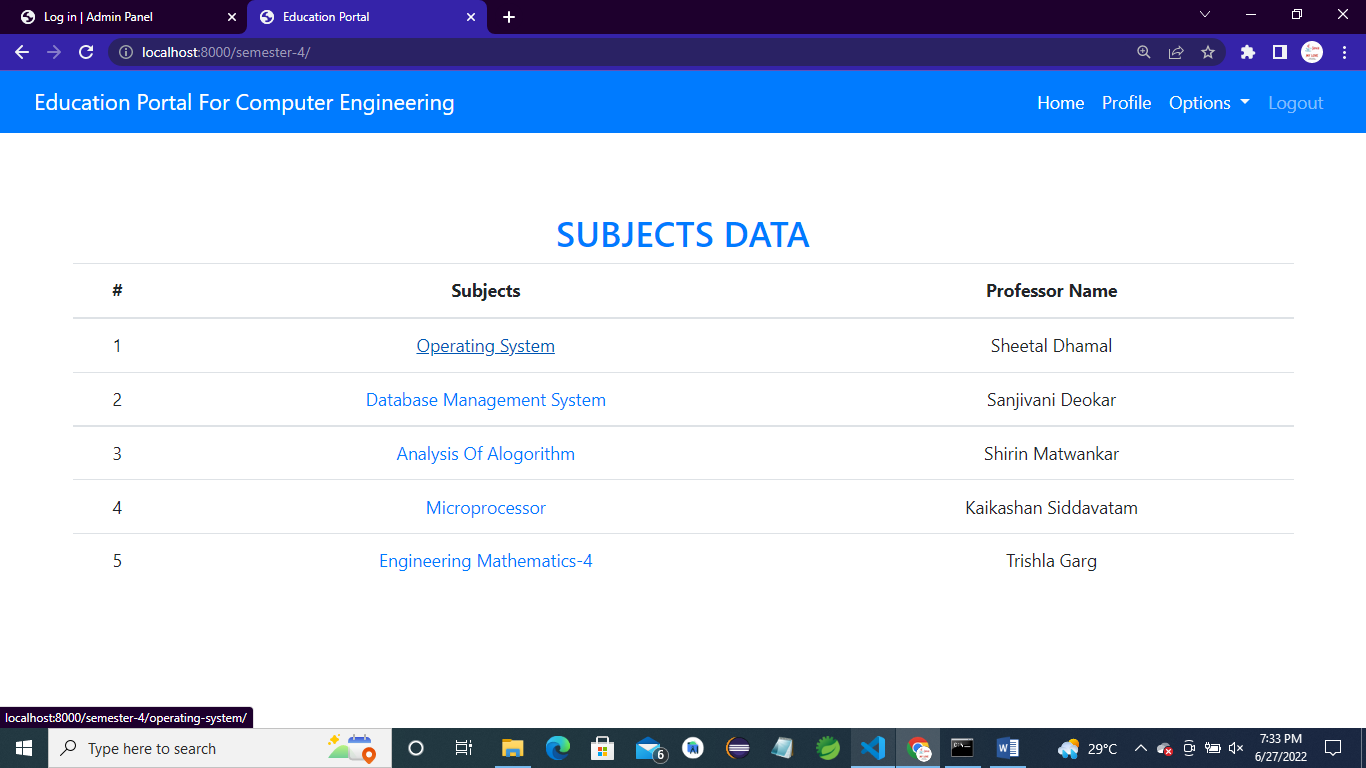 Log in | Admin Panel
Education Portal
localhost:8000/semester-4/
Education Portal For Computer Engineering
Home Profile Options Logout
SUBJECTS DATA
# Subjects Professor Name
1 Operating System Sheetal Dhamal
2 Database Management System Sanjivani Deokar
3 Analysis Of Alogorithm Shirin Matwankar
4 Microprocessor Kaikashan Siddavatam
5 Engineering Mathematics-4 Trishla Garg
localhost:8000/semester-4/operating-system/
Type here to search
6
29°C
7:33 PM
6/27/2022